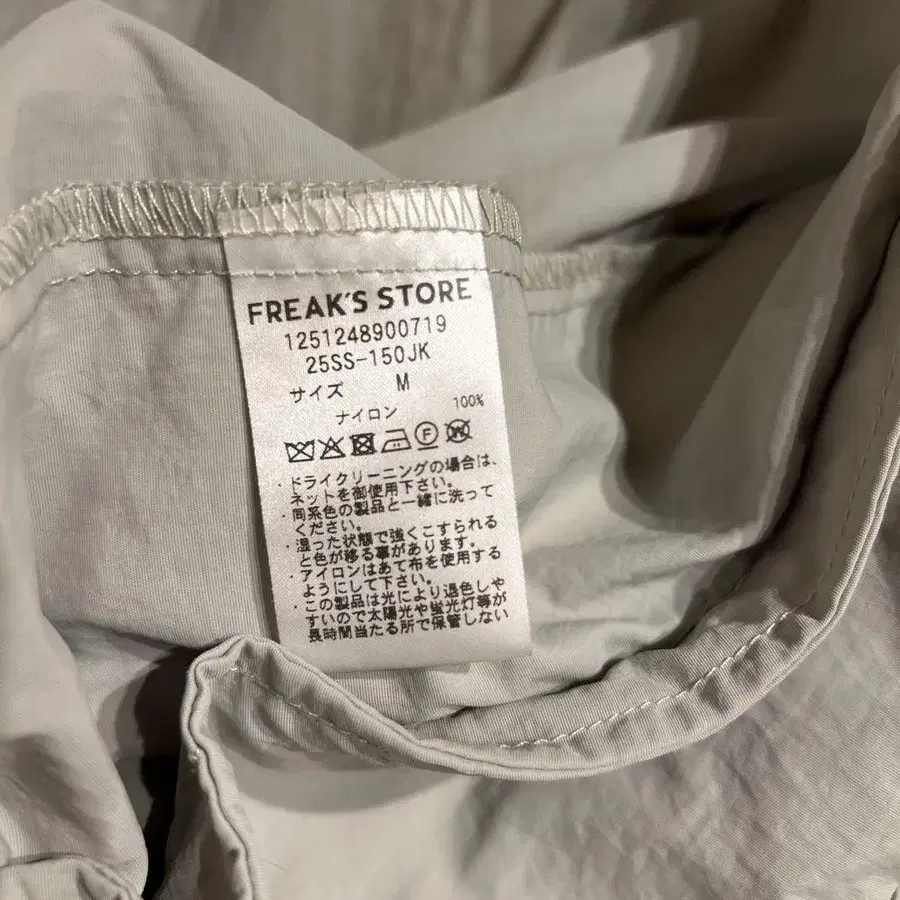 FREAK'S STORE
1251248900719
25SS-150JK
サイズ M
ナイロン 100%
・ドライクリーニングの場合は、
ネットを御使用下さい。
・同系色の製品と一緒に洗って
ください。
・湿った状態で強くこすられる
と色が移る事があります。
・アイロンはあて布を使用する
ようにして下さい。
・この製品は光により退色しや
すいので太陽光や蛍光灯等が
長時間当たる所で保管しない